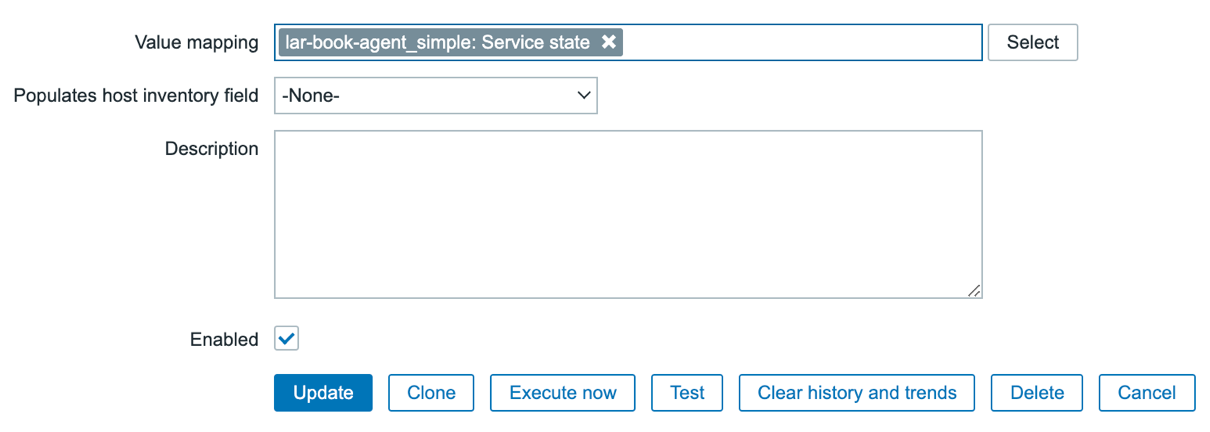 Value mapping lar-book-agent_simple: Service state ✖ Select
Populates host inventory field -None-
Description
Enabled
Update Clone Execute now Test Clear history and trends Delete Cancel